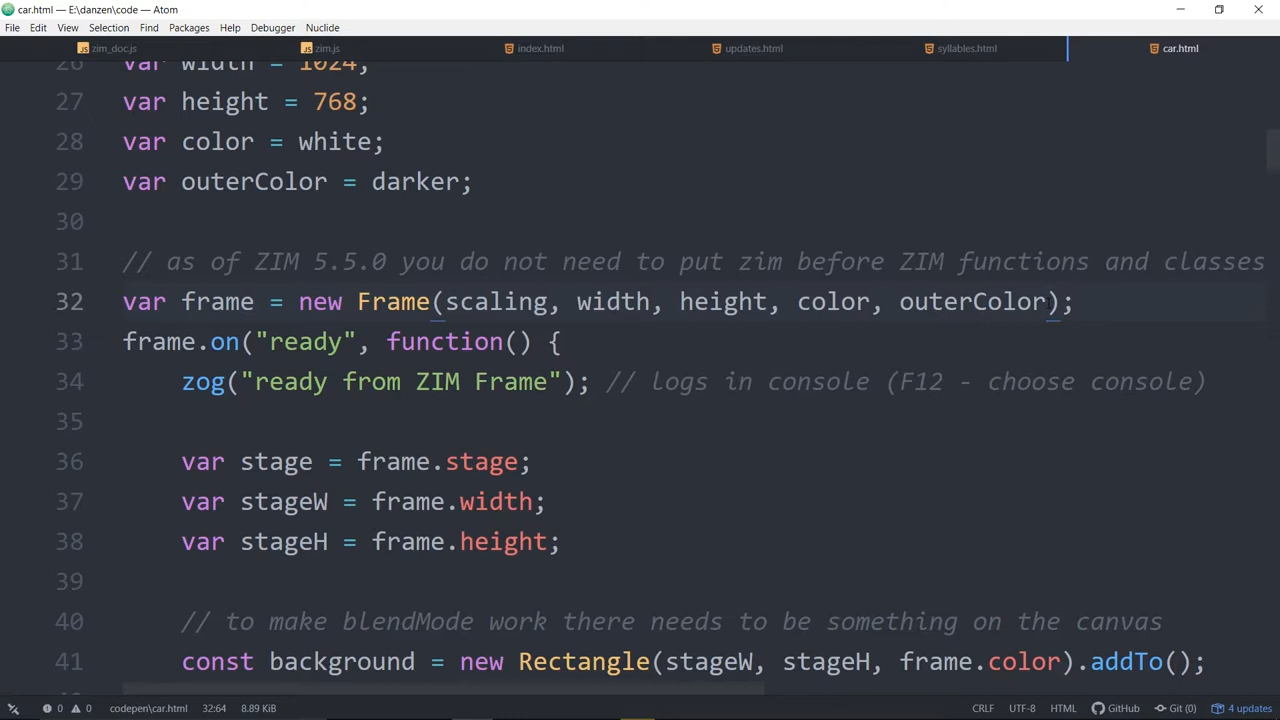 car.html — E:\danzen\code — Atom
File Edit View Selection Find Packages Help Debugger Nuclide
zim_doc.js zim.js index.html updates.html syllables.html car.html
26 var width = 1024;
27 var height = 768;
28 var color = white;
29 var outerColor = darker;
30
31 // as of ZIM 5.5.0 you do not need to put zim before ZIM functions and classes
32 var frame = new Frame(scaling, width, height, color, outerColor);
33 frame.on("ready", function() {
34 zog("ready from ZIM Frame"); // logs in console (F12 - choose console)
35
36 var stage = frame.stage;
37 var stageW = frame.width;
38 var stageH = frame.height;
39
40 // to make blendMode work there needs to be something on the canvas
41 const background = new Rectangle(stageW, stageH, frame.color).addTo();
0 0 codepen\car.html 32:64 8.89 KiB CRLF UTF-8 HTML GitHub Git (0) 4 updates